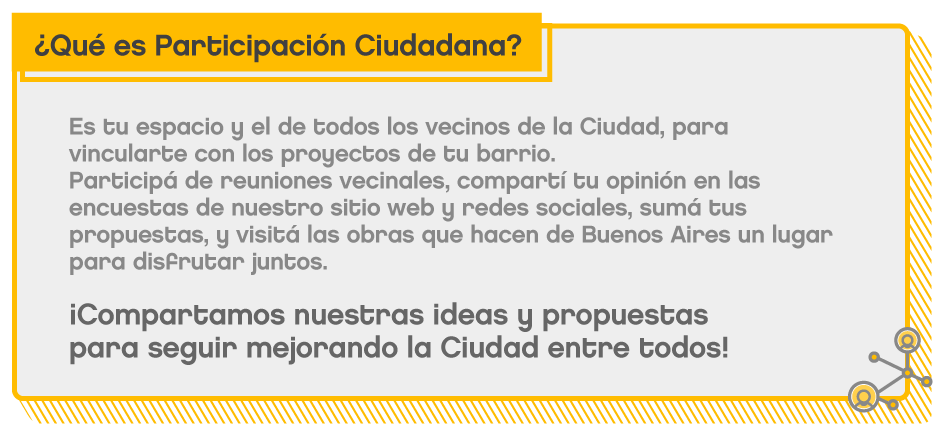 ¿Qué es Participación Ciudadana?
Es tu espacio y el de todos los vecinos de la Ciudad, para
vincularte con los proyectos de tu barrio.
Participá de reuniones vecinales, compartí tu opinión en las
encuestas de nuestro sitio web y redes sociales, sumá tus
propuestas, y visitá las obras que hacen de Buenos Aires un lugar
para disfrutar juntos.
¡Compartamos nuestras ideas y propuestas
para seguir mejorando la Ciudad entre todos!